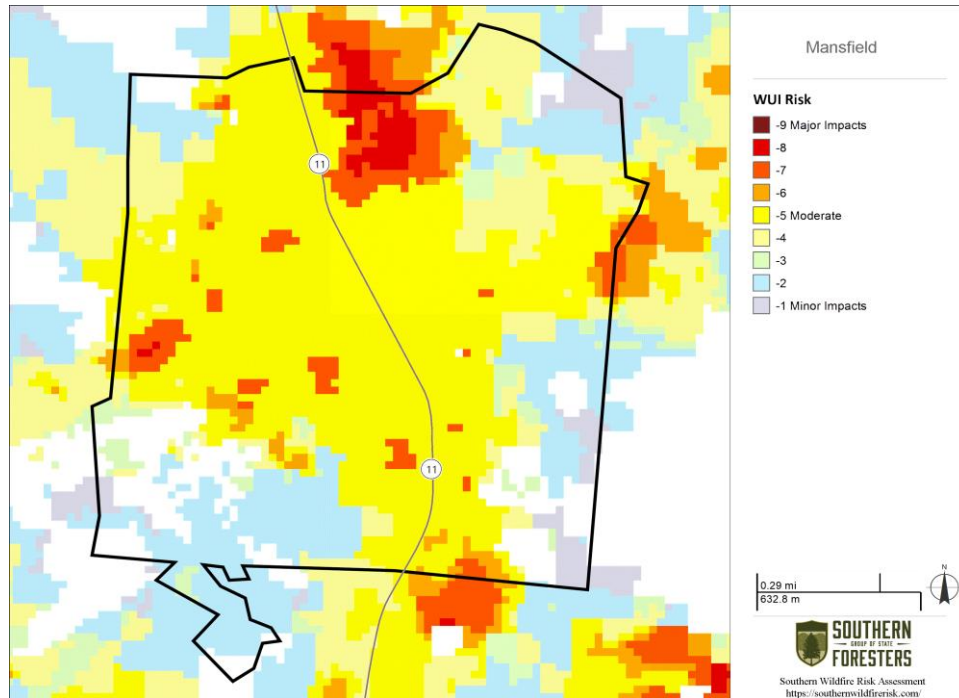 Mansfield
WUI Risk
-9 Major Impacts
-8
-7
-6
-5 Moderate
-4
-3
-2
-1 Minor Impacts
11
11
0.29 mi
632.8 m
N
SOUTHERN
GROUP OF STATE
FORESTERS
Southern Wildfire Risk Assessment
https://southernwildfirerisk.com/